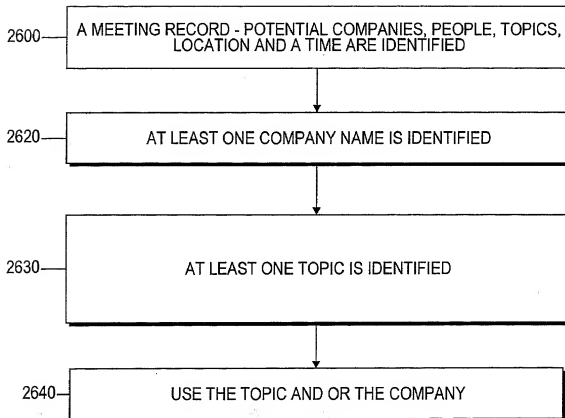 2600
A MEETING RECORD - POTENTIAL COMPANIES, PEOPLE, TOPICS,
LOCATION AND A TIME ARE IDENTIFIED
2620
AT LEAST ONE COMPANY NAME IS IDENTIFIED
2630
AT LEAST ONE TOPIC IS IDENTIFIED
2640
USE THE TOPIC AND OR THE COMPANY